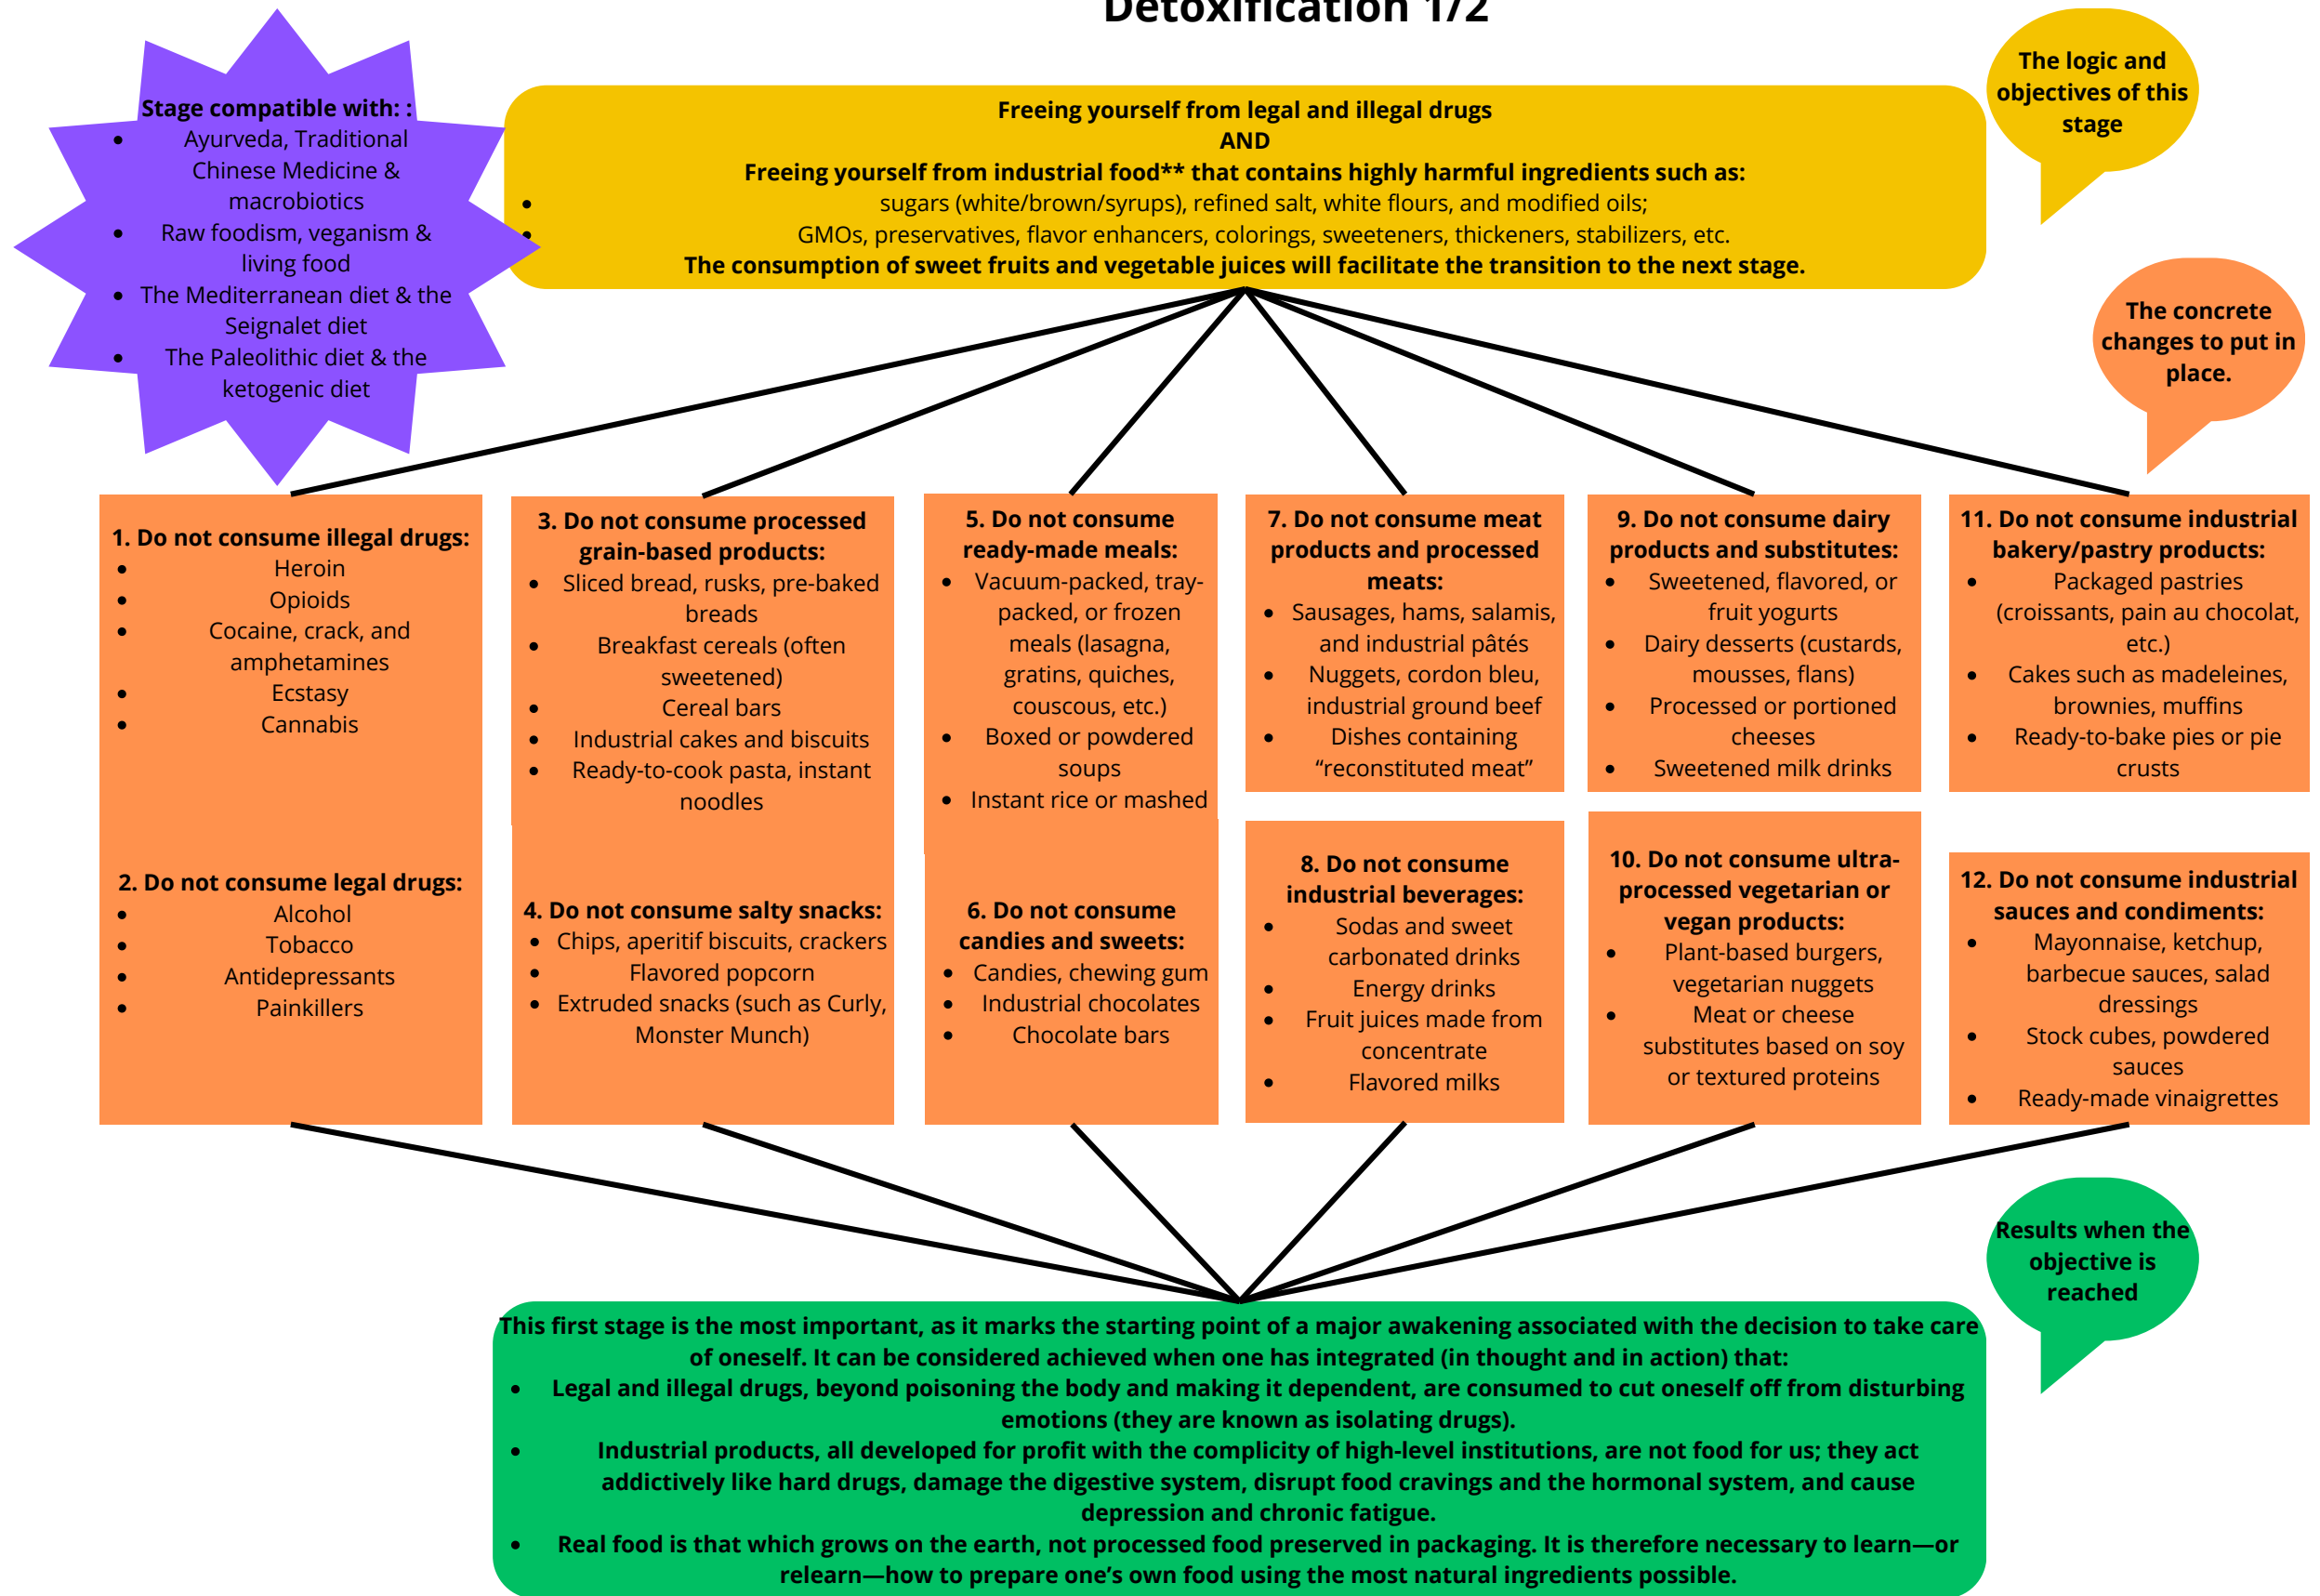 Detoxification 1/2
Stage compatible with: :
• Ayurveda, Traditional
Chinese Medicine &
macrobiotics
• Raw foodism, veganism &
living food
• The Mediterranean diet & the
Seignalet diet
• The Paleolithic diet & the
ketogenic diet
Freeing yourself from legal and illegal drugs
AND
Freeing yourself from industrial food** that contains highly harmful ingredients such as:
• sugars (white/brown/syrups), refined salt, white flours, and modified oils;
• GMOs, preservatives, flavor enhancers, colorings, sweeteners, thickeners, stabilizers, etc.
The consumption of sweet fruits and vegetable juices will facilitate the transition to the next stage.
The logic and
objectives of this
stage
The concrete
changes to put in
place.
1. Do not consume illegal drugs:
• Heroin
• Opioids
• Cocaine, crack, and
amphetamines
• Ecstasy
• Cannabis
2. Do not consume legal drugs:
• Alcohol
• Tobacco
• Antidepressants
• Painkillers
3. Do not consume processed
grain-based products:
• Sliced bread, rusks, pre-baked
breads
• Breakfast cereals (often
sweetened)
• Cereal bars
• Industrial cakes and biscuits
• Ready-to-cook pasta, instant
noodles
4. Do not consume salty snacks:
• Chips, aperitif biscuits, crackers
• Flavored popcorn
• Extruded snacks (such as Curly,
Monster Munch)
5. Do not consume
ready-made meals:
• Vacuum-packed, tray-
packed, or frozen
meals (lasagna,
gratins, quiches,
couscous, etc.)
• Boxed or powdered
soups
• Instant rice or mashed
6. Do not consume
candies and sweets:
• Candies, chewing gum
• Industrial chocolates
• Chocolate bars
7. Do not consume meat
products and processed
meats:
• Sausages, hams, salamis,
and industrial pâtés
• Nuggets, cordon bleu,
industrial ground beef
• Dishes containing
“reconstituted meat”
8. Do not consume
industrial beverages:
• Sodas and sweet
carbonated drinks
• Energy drinks
• Fruit juices made from
concentrate
• Flavored milks
9. Do not consume dairy
products and substitutes:
• Sweetened, flavored, or
fruit yogurts
• Dairy desserts (custards,
mousses, flans)
• Processed or portioned
cheeses
• Sweetened milk drinks
10. Do not consume ultra-
processed vegetarian or
vegan products:
• Plant-based burgers,
vegetarian nuggets
• Meat or cheese
substitutes based on soy
or textured proteins
11. Do not consume industrial
bakery/pastry products:
• Packaged pastries
(croissants, pain au chocolat,
etc.)
• Cakes such as madeleines,
brownies, muffins
• Ready-to-bake pies or pie
crusts
12. Do not consume industrial
sauces and condiments:
• Mayonnaise, ketchup,
barbecue sauces, salad
dressings
• Stock cubes, powdered
sauces
• Ready-made vinaigrettes
Results when the
objective is
reached
This first stage is the most important, as it marks the starting point of a major awakening associated with the decision to take care
of oneself. It can be considered achieved when one has integrated (in thought and in action) that:
• Legal and illegal drugs, beyond poisoning the body and making it dependent, are consumed to cut oneself off from disturbing
emotions (they are known as isolating drugs).
• Industrial products, all developed for profit with the complicity of high-level institutions, are not food for us; they act
addictively like hard drugs, damage the digestive system, disrupt food cravings and the hormonal system, and cause
depression and chronic fatigue.
• Real food is that which grows on the earth, not processed food preserved in packaging. It is therefore necessary to learn—or
relearn—how to prepare one’s own food using the most natural ingredients possible.